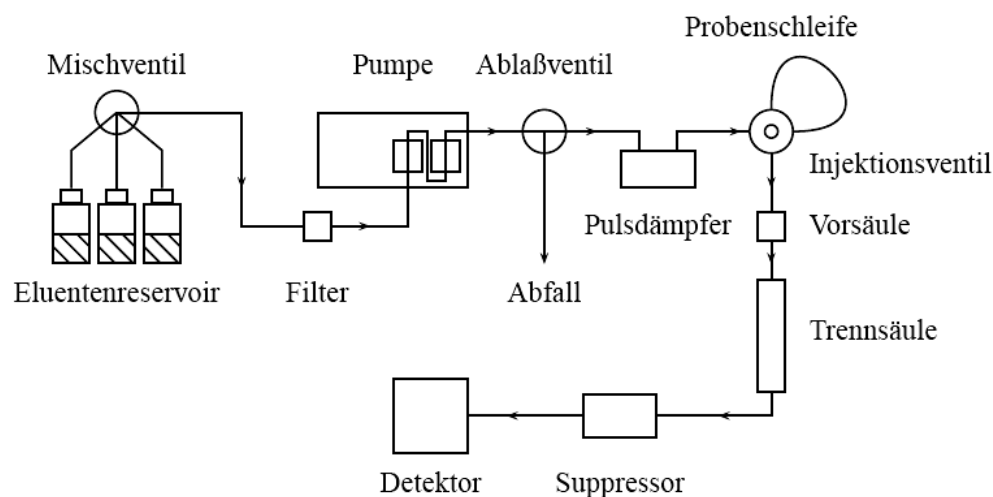 Probenschleife
Mischventil
Pumpe
Ablaßventil
Injektionsventil
Pulsdämpfer
Vorsäule
Eluentenreservoir
Filter
Abfall
Trennsäule
Detektor
Suppressor